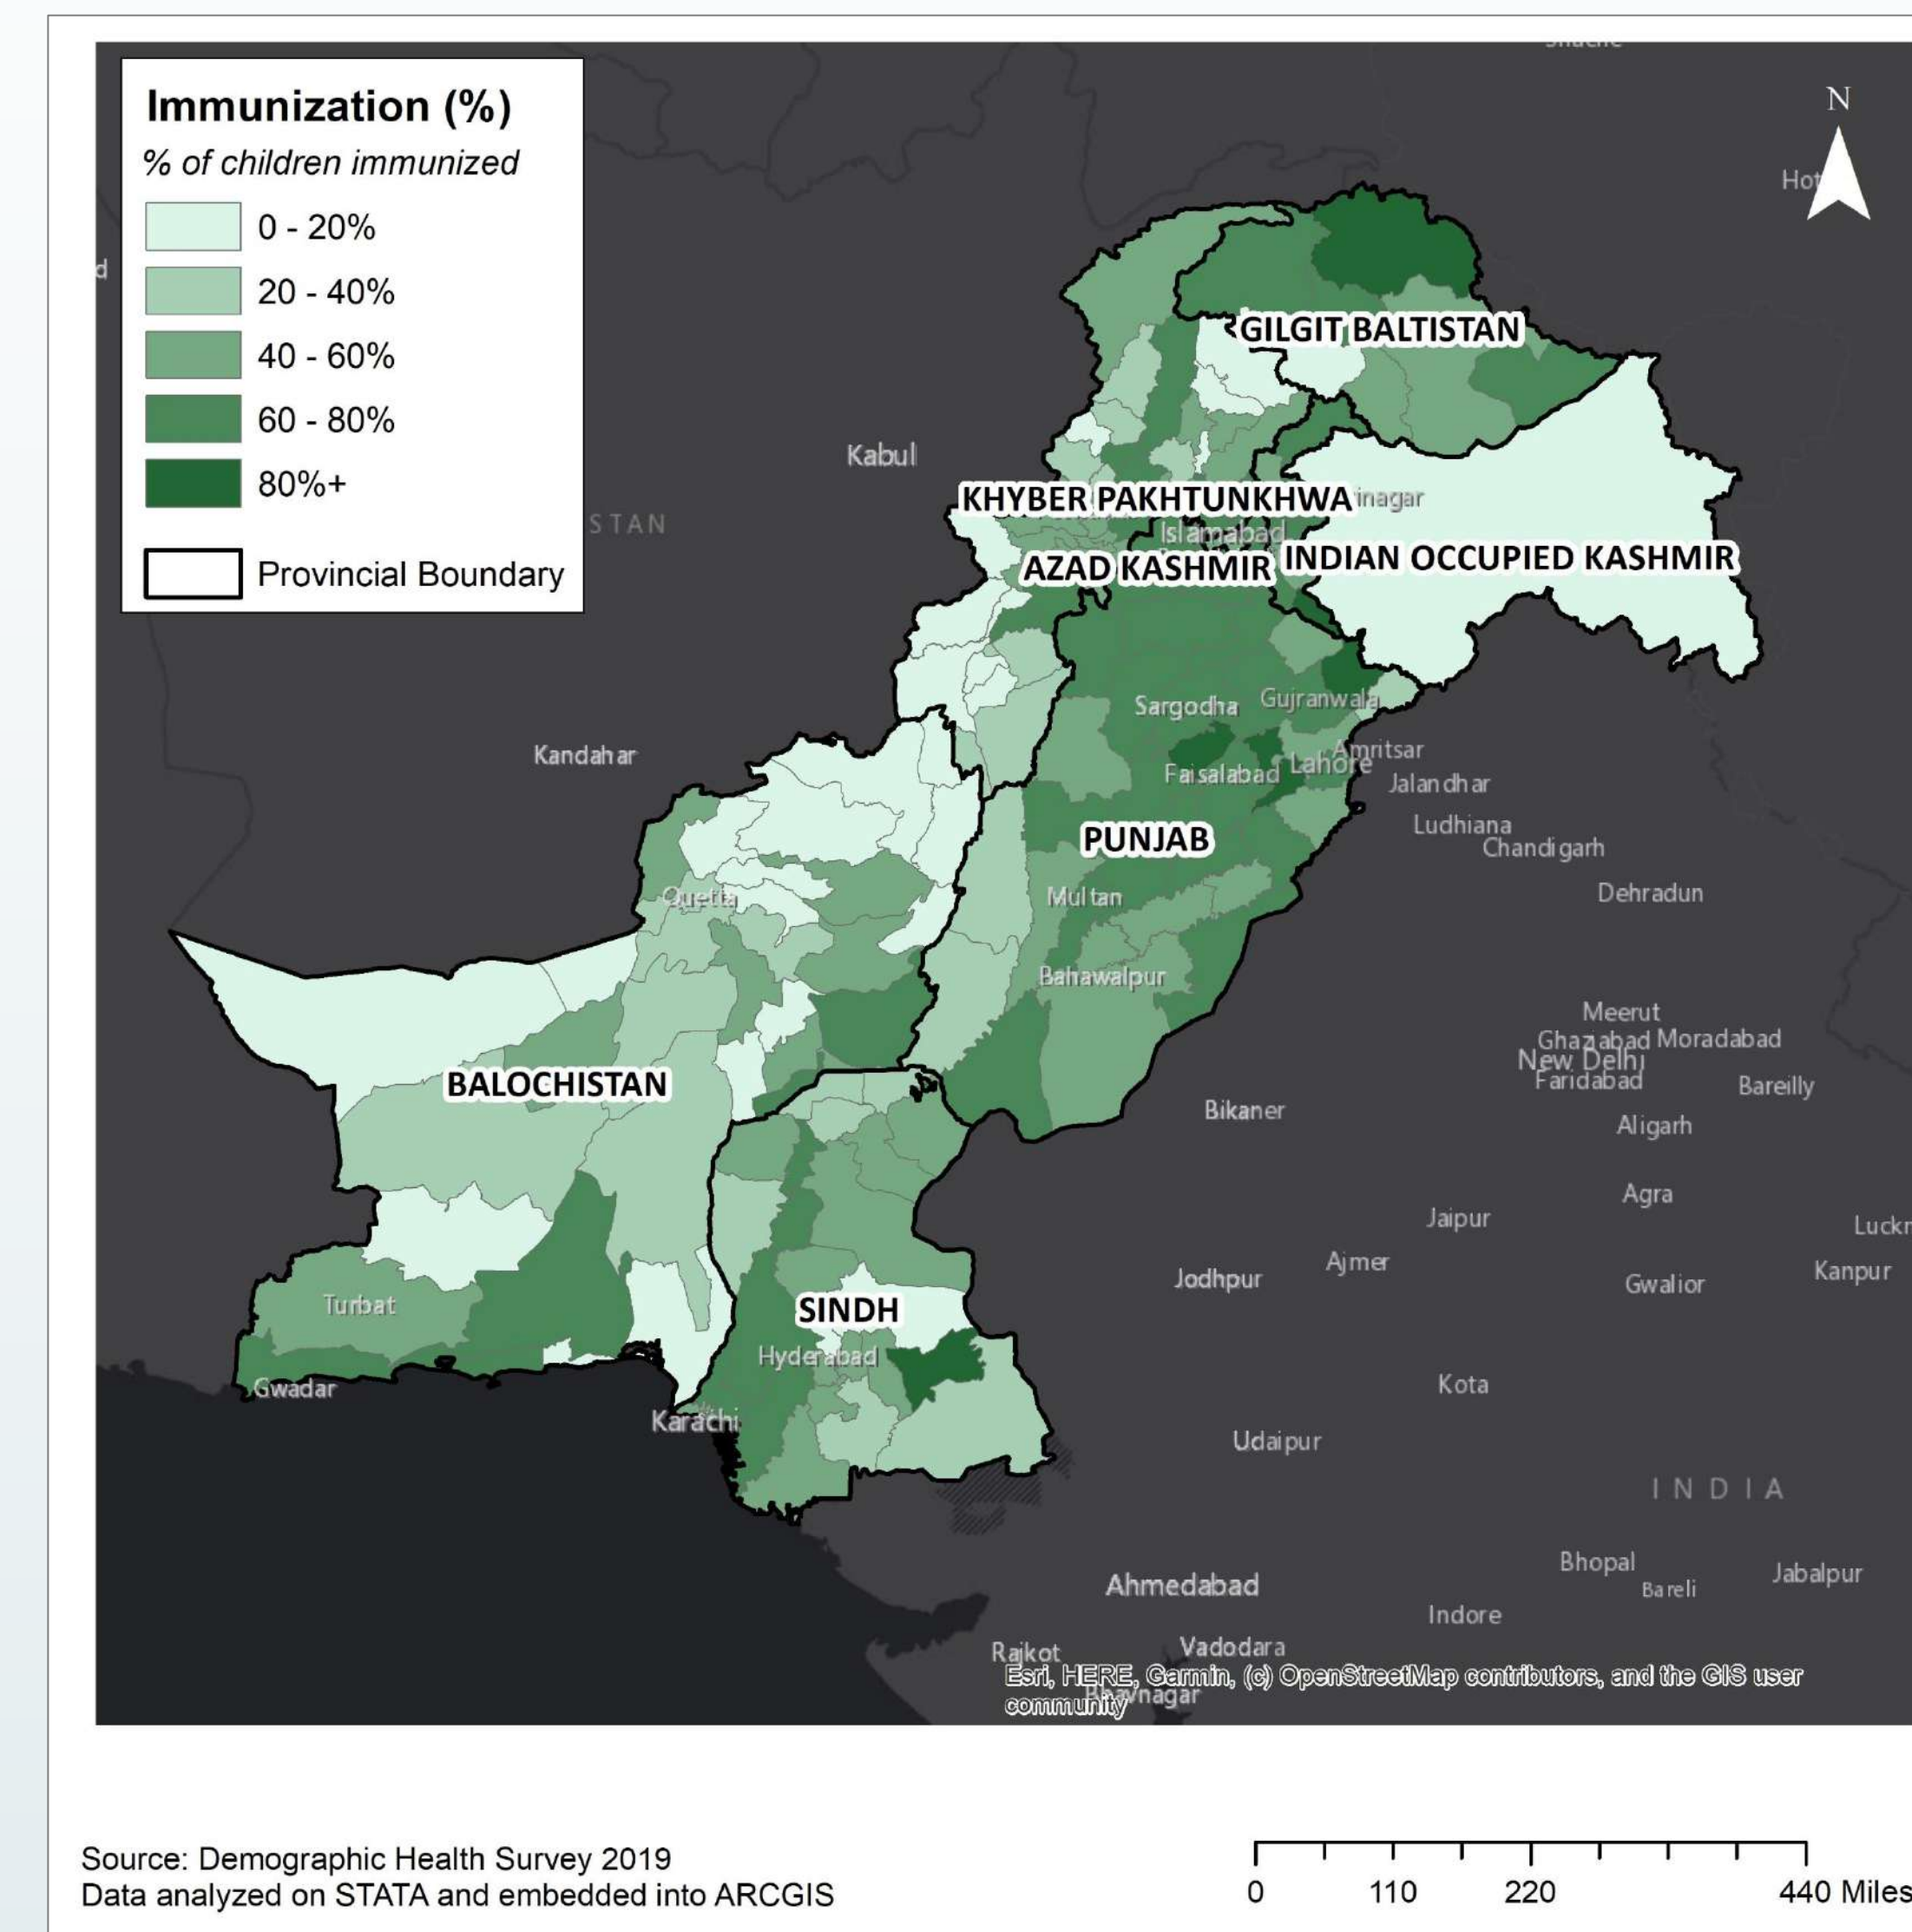 Immunization (%)
% of children immunized
0 - 20%
20 - 40%
40 - 60%
60 - 80%
80%+
Provincial Boundary
N
Hot
d
STAN
GILGIT BALTISTAN
Kabul
KHYBER PAKHTUNKHWA
inagar
Islamabad
AZAD KASHMIR
INDIAN OCCUPIED KASHMIR
Sargodha
Gujranwala
Kandahar
Amritsar
Lahore
Faisalabad
Jalandhar
Ludhiana
PUNJAB
Chandigarh
Quetta
Multan
Dehradun
Bahawalpur
Meerut
Ghaziabad
Moradabad
New Delhi
Faridabad
Bareilly
BALOCHISTAN
Bikaner
Aligarh
Agra
Jaipur
Luckr
Ajmer
Kanpur
Jodhpur
Gwalior
Turbat
SINDH
Hyderabad
Gwadar
Kota
Karachi
Udaipur
INDIA
Bhopal
Jabalpur
Ahmedabad
Bareli
Indore
Vadodara
Rajkot
Esri, HERE, Garmin, (c) OpenStreetMap contributors, and the GIS user
community
Bhavnagar
Source: Demographic Health Survey 2019
Data analyzed on STATA and embedded into ARCGIS
0 110 220 440 Miles